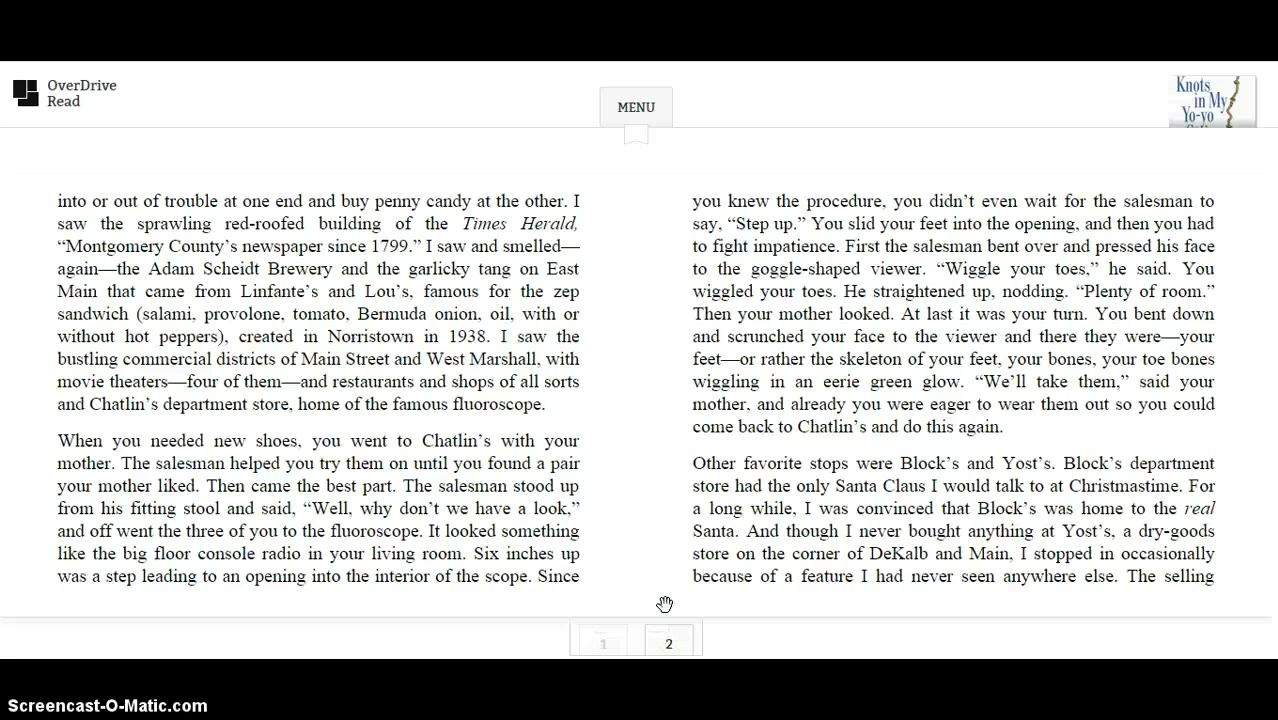 OverDrive
Read
MENU
Knots
in My
Yo-yo
into or out of trouble at one end and buy penny candy at the other. I
saw the sprawling red-roofed building of the Times Herald,
“Montgomery County’s newspaper since 1799.” I saw and smelled—
again—the Adam Scheidt Brewery and the garlicky tang on East
Main that came from Linfante’s and Lou’s, famous for the zep
sandwich (salami, provolone, tomato, Bermuda onion, oil, with or
without hot peppers), created in Norristown in 1938. I saw the
bustling commercial districts of Main Street and West Marshall, with
movie theaters—four of them—and restaurants and shops of all sorts
and Chatlin’s department store, home of the famous fluoroscope.
When you needed new shoes, you went to Chatlin’s with your
mother. The salesman helped you try them on until you found a pair
your mother liked. Then came the best part. The salesman stood up
from his fitting stool and said, “Well, why don’t we have a look,”
and off went the three of you to the fluoroscope. It looked something
like the big floor console radio in your living room. Six inches up
was a step leading to an opening into the interior of the scope. Since
you knew the procedure, you didn’t even wait for the salesman to
say, “Step up.” You slid your feet into the opening, and then you had
to fight impatience. First the salesman bent over and pressed his face
to the goggle-shaped viewer. “Wiggle your toes,” he said. You
wiggled your toes. He straightened up, nodding. “Plenty of room.”
Then your mother looked. At last it was your turn. You bent down
and scrunched your face to the viewer and there they were—your
feet—or rather the skeleton of your feet, your bones, your toe bones
wiggling in an eerie green glow. “We’ll take them,” said your
mother, and already you were eager to wear them out so you could
come back to Chatlin’s and do this again.
Other favorite stops were Block’s and Yost’s. Block’s department
store had the only Santa Claus I would talk to at Christmastime. For
a long while, I was convinced that Block’s was home to the real
Santa. And though I never bought anything at Yost’s, a dry-goods
store on the corner of DeKalb and Main, I stopped in occasionally
because of a feature I had never seen anywhere else. The selling
1
2
Screencast-O-Matic.com